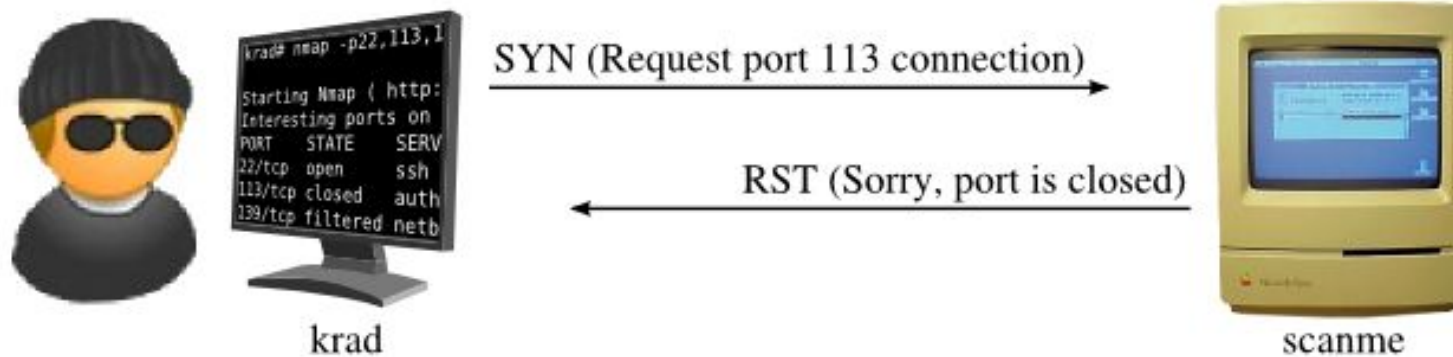 krad# nmap -p22,113,1
Starting Nmap ( http:
Interesting ports on
PORT STATE SERV
22/tcp open ssh
113/tcp closed auth
139/tcp filtered netb
SYN (Request port 113 connection)
RST (Sorry, port is closed)
krad
scanme